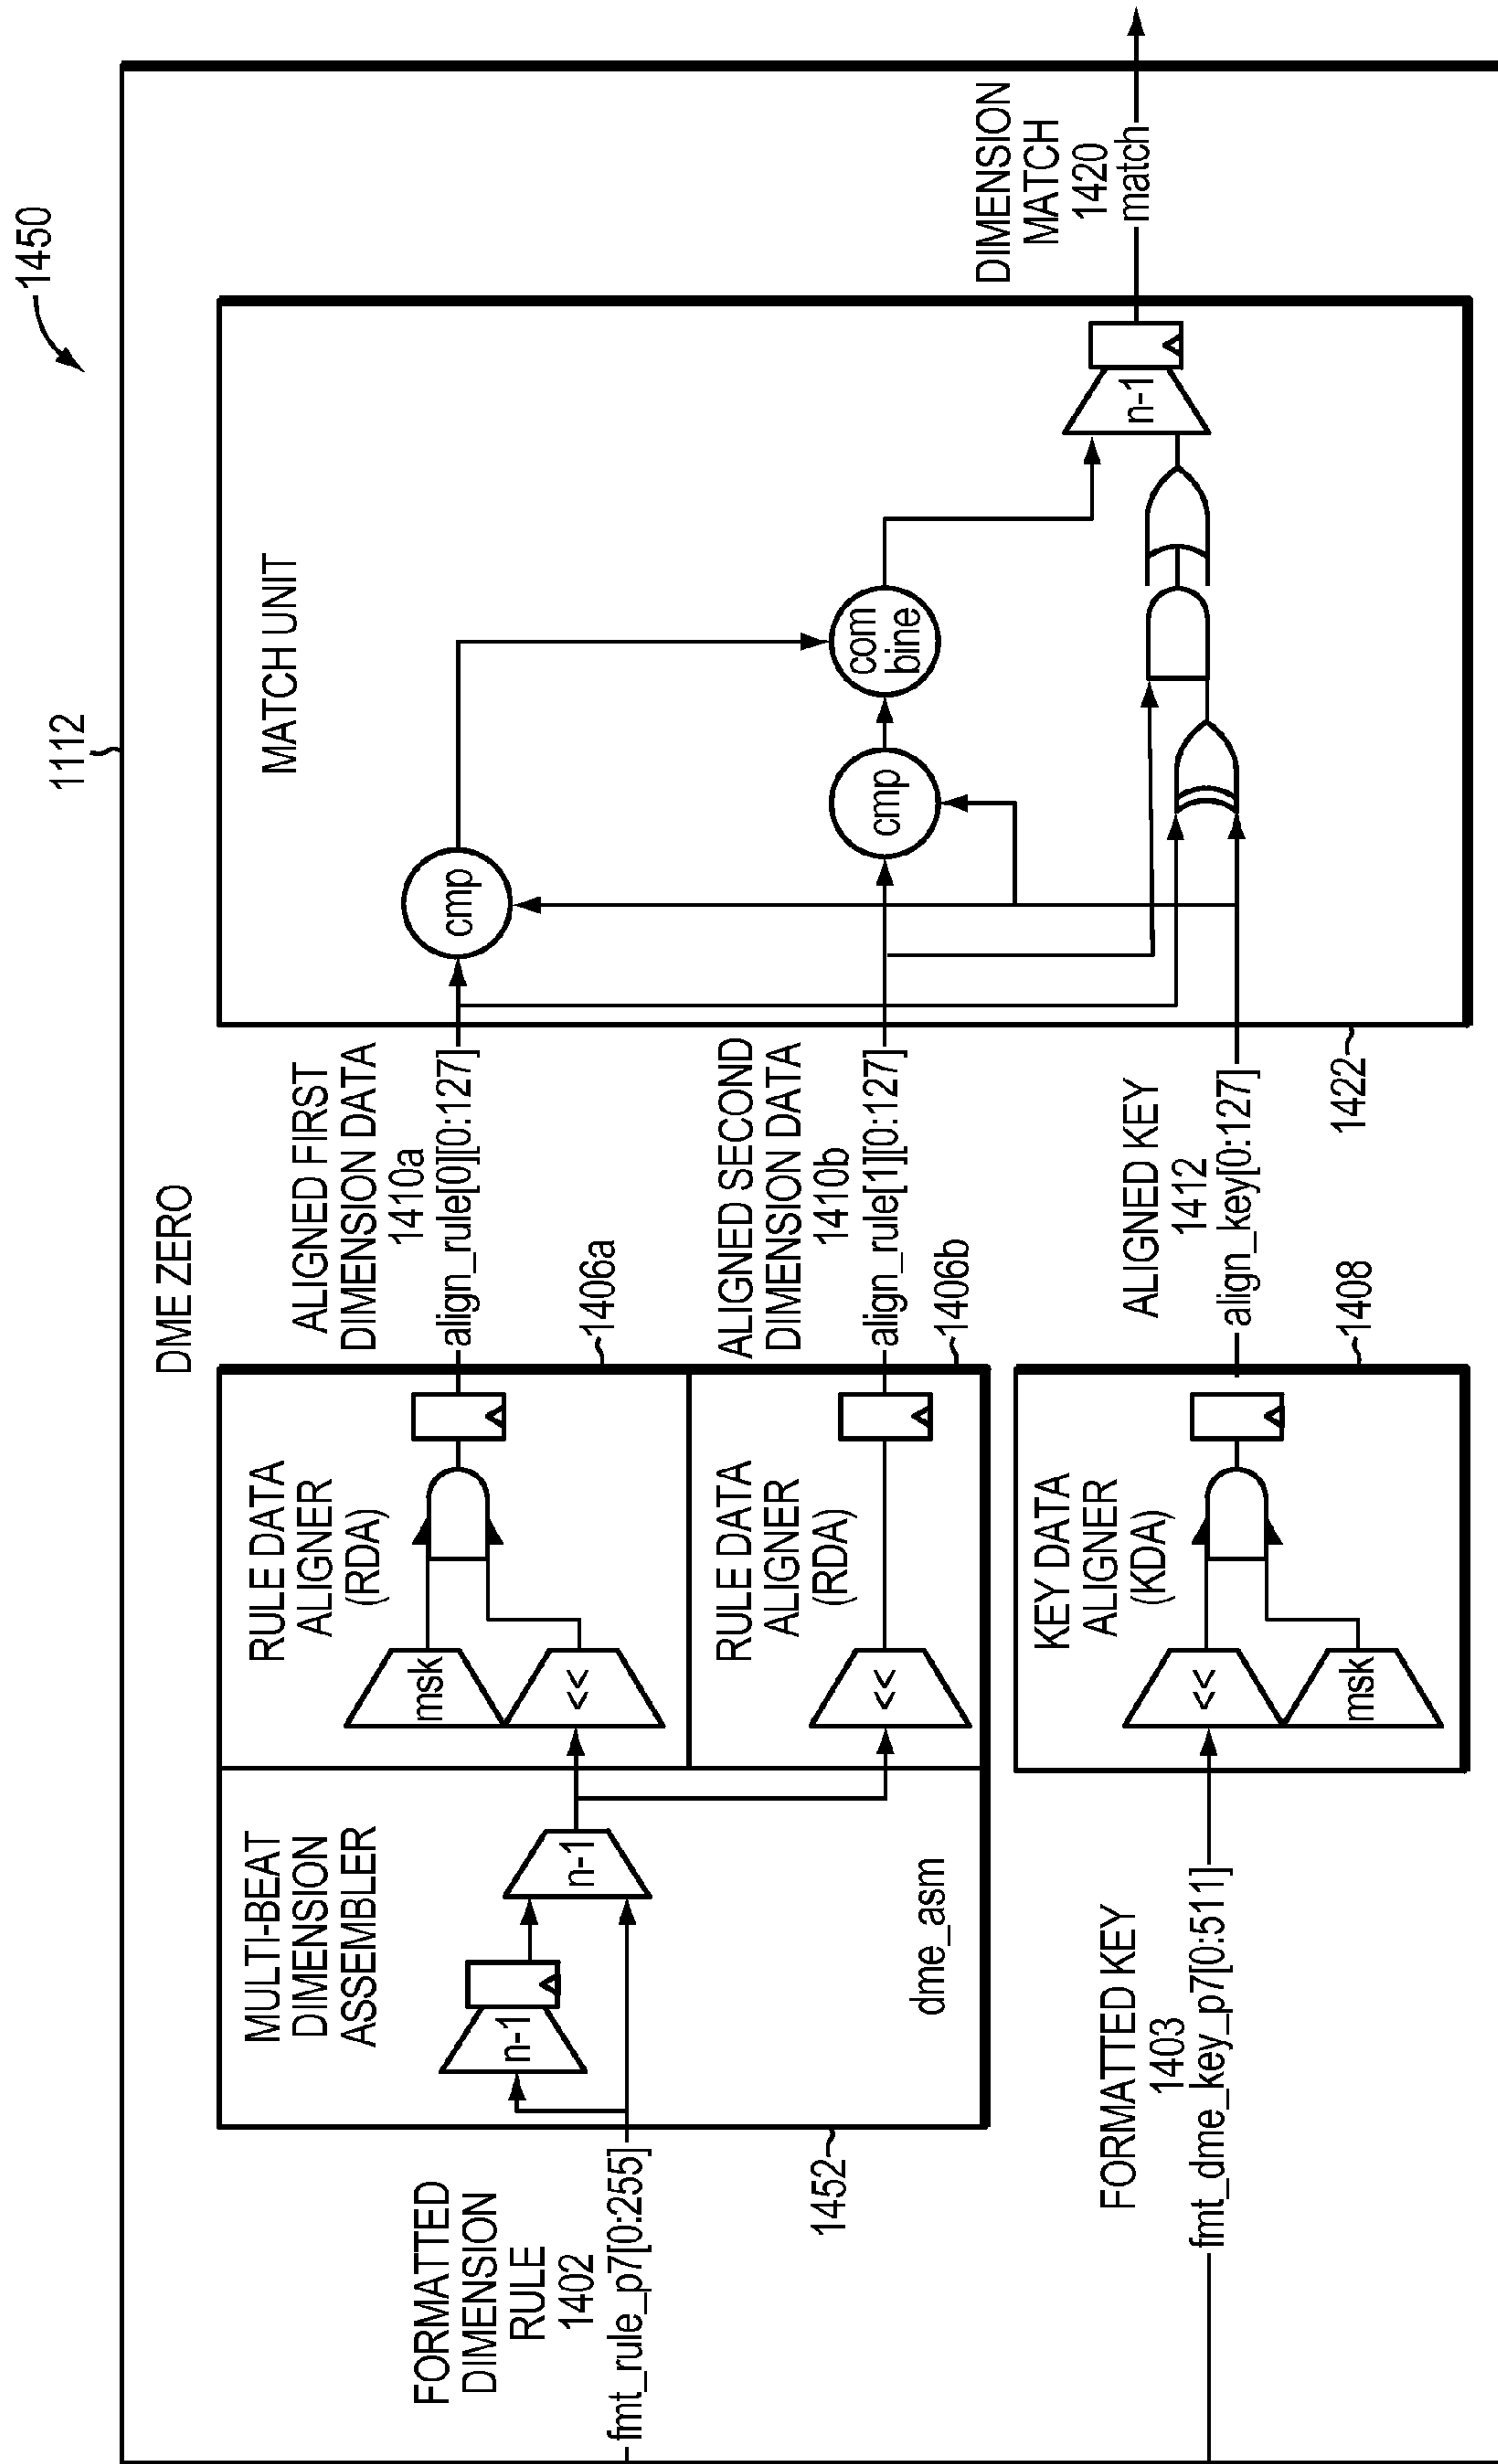 1450
1112
DME ZERO
FORMATTED
DIMENSION
RULE
1402
fmt_rule_p7[0:255]
1452
MULTI-BEAT
DIMENSION
ASSEMBLER
n-1
n-1
dme_asm
RULE DATA
ALIGNER
(RDA)
msk
<<
1406a
RULE DATA
ALIGNER
(RDA)
<<
1406b
FORMATTED KEY
1403
fmt_dme_key_p7[0:511]
KEY DATA
ALIGNER
(KDA)
<<
msk
1408
ALIGNED FIRST
DIMENSION DATA
1410a
align_rule[0][0:127]
ALIGNED SECOND
DIMENSION DATA
1410b
align_rule[1][0:127]
ALIGNED KEY
1412
align_key[0:127]
1422
MATCH UNIT
cmp
cmp
com
bine
n-1
DIMENSION
MATCH
1420
match